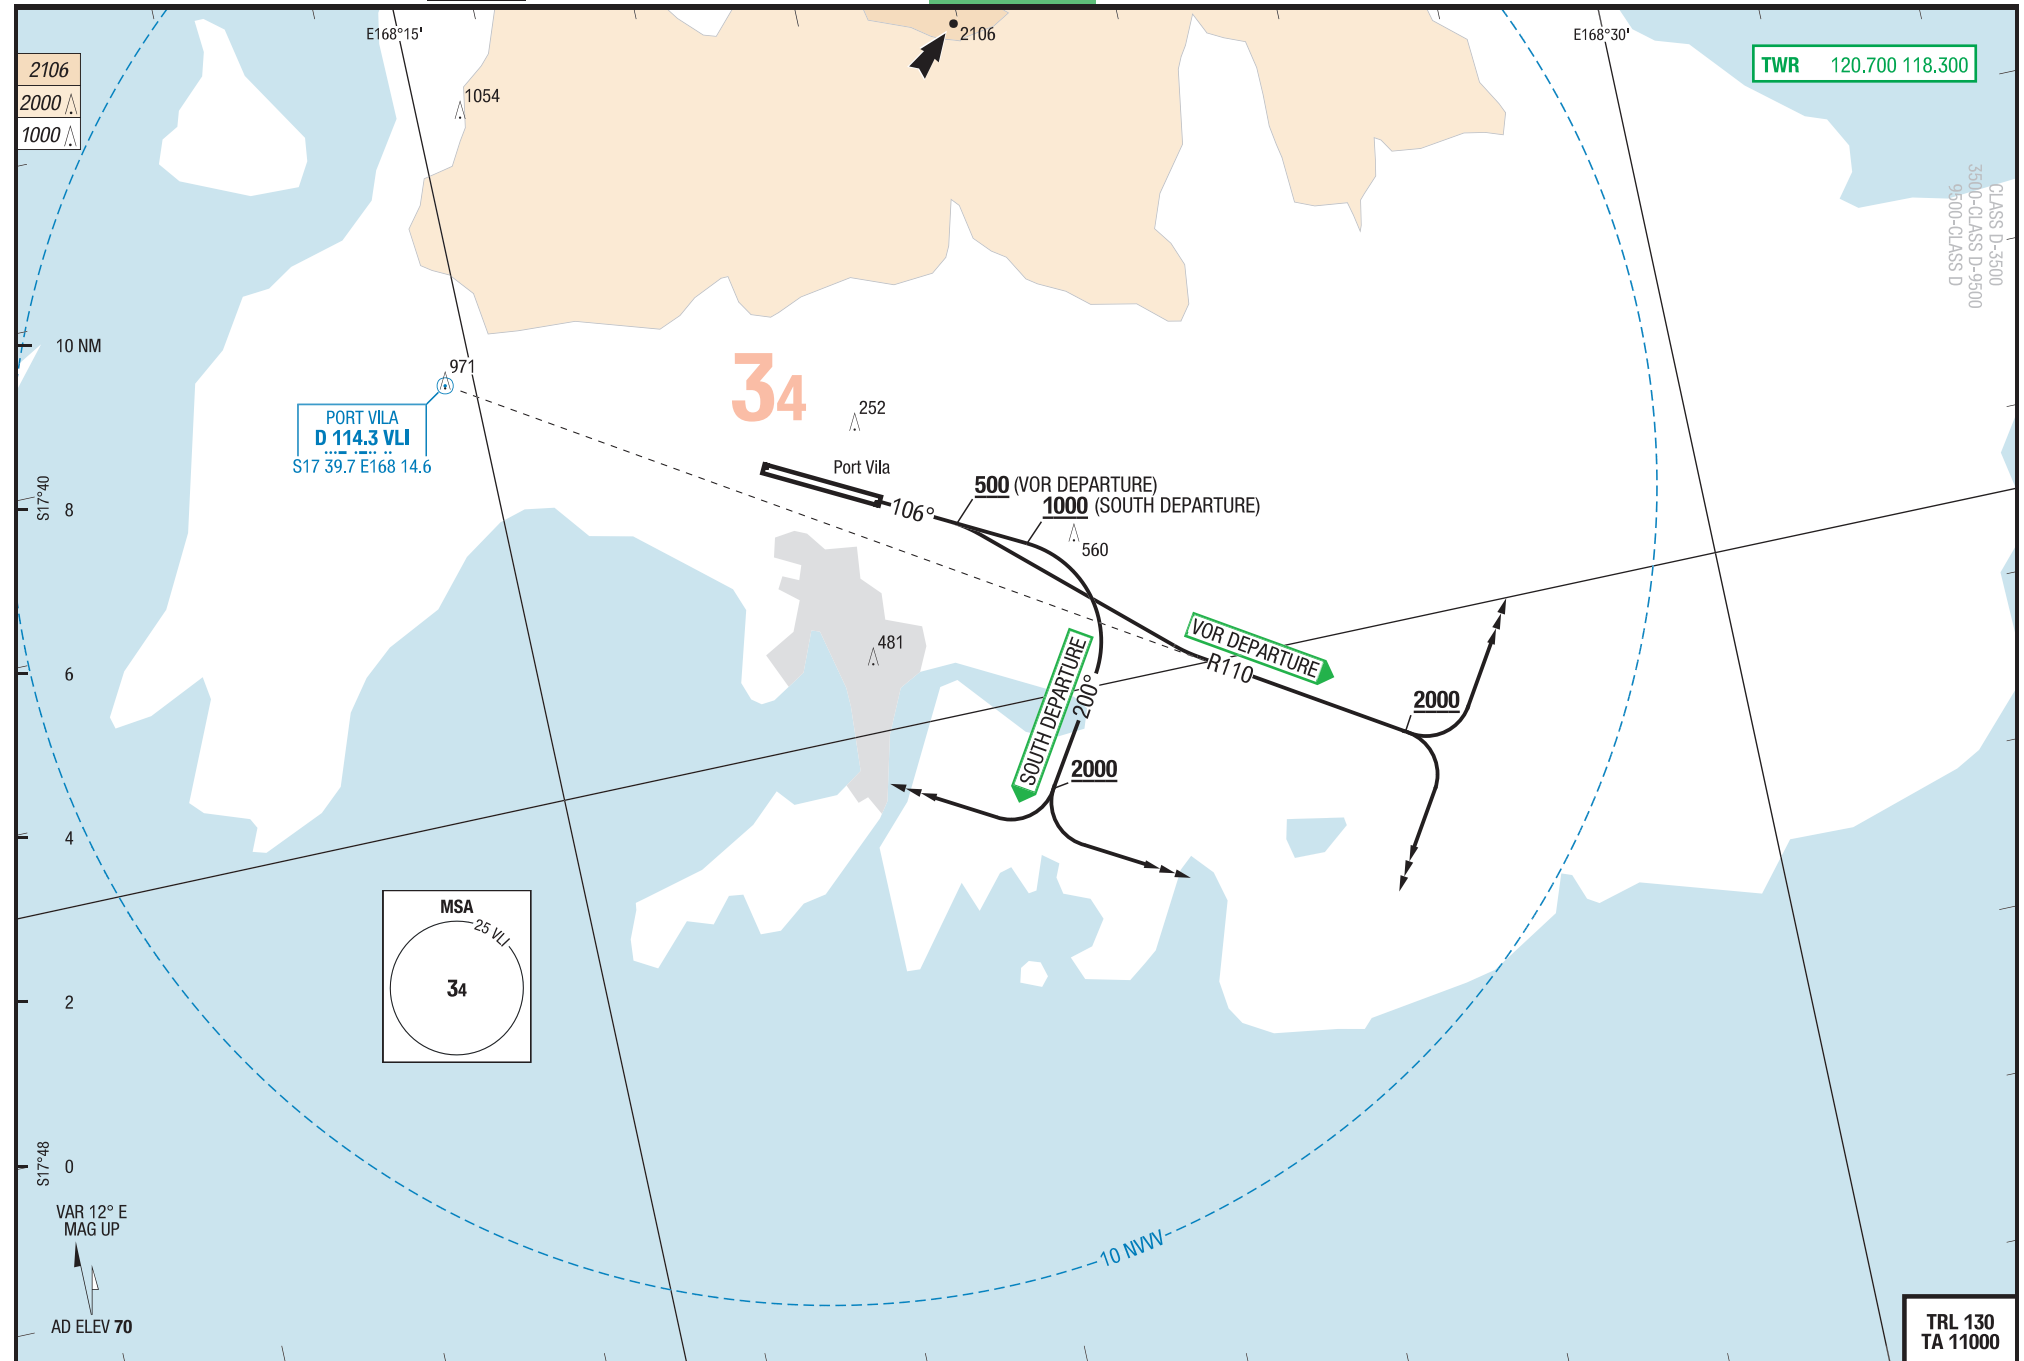 E168°15'
2106
E168°30'
TWR 120.700 118.300
2106
2000
1000
1054
CLASS D-3500
3500-CLASS D-9500
9500-CLASS D
10 NM
971
34
PORT VILA
D 114.3 VLI
S17 39.7 E168 14.6
252
Port Vila
S17°40
8
106°
500 (VOR DEPARTURE)
1000 (SOUTH DEPARTURE)
560
481
6
VOR DEPARTURE
R110
SOUTH DEPARTURE
200°
2000
2000
4
MSA
25 VLI
34
2
S17°48
0
VAR 12° E
MAG UP
10 NVVV
AD ELEV 70
TRL 130
TA 11000